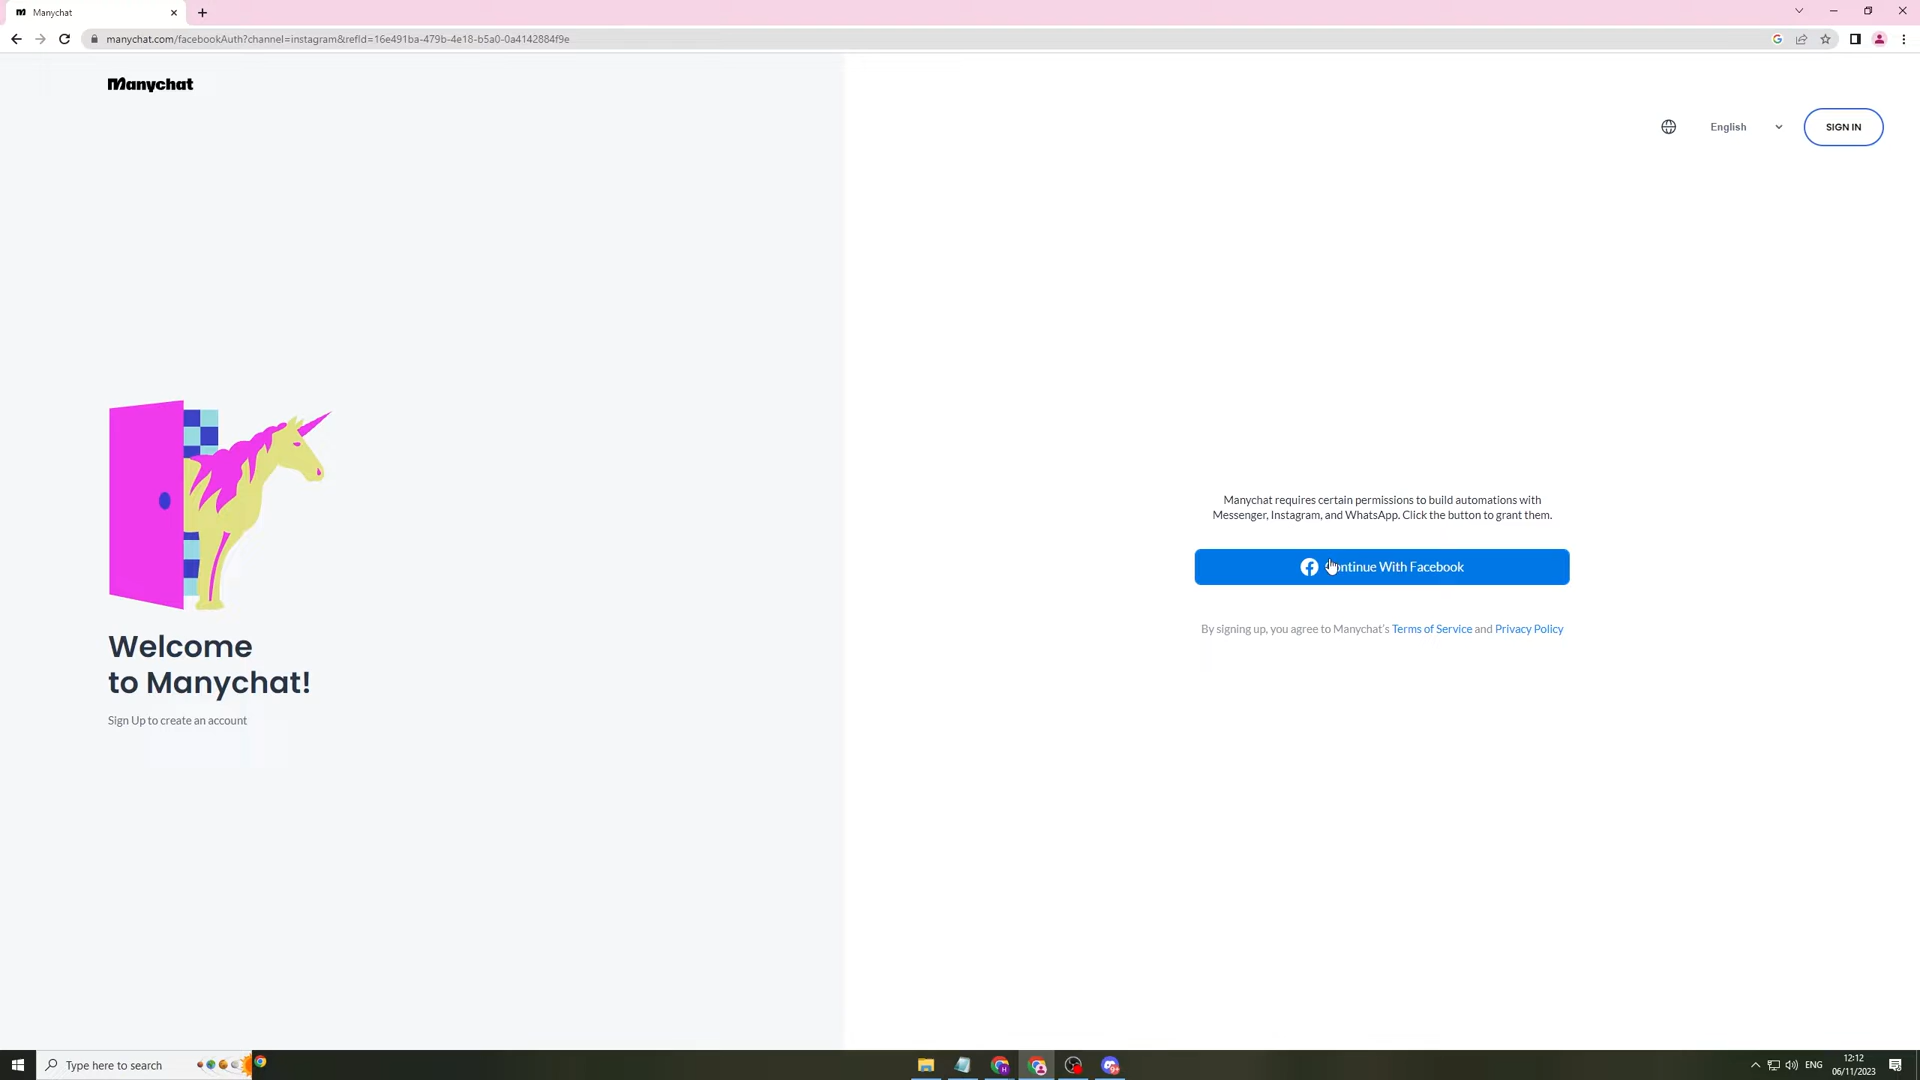 Manychat
manychat.com/facebookAuth?channel=instagram&refId=16e491ba-479b-4e18-b5a0-0a4142884f9e
Manychat
English
SIGN IN
Manychat requires certain permissions to build automations with
Messenger, Instagram, and WhatsApp. Click the button to grant them.
Continue With Facebook
By signing up, you agree to Manychat's Terms of Service and Privacy Policy
Welcome
to Manychat!
Sign Up to create an account
Type here to search
ENG
12:12
06/11/2023